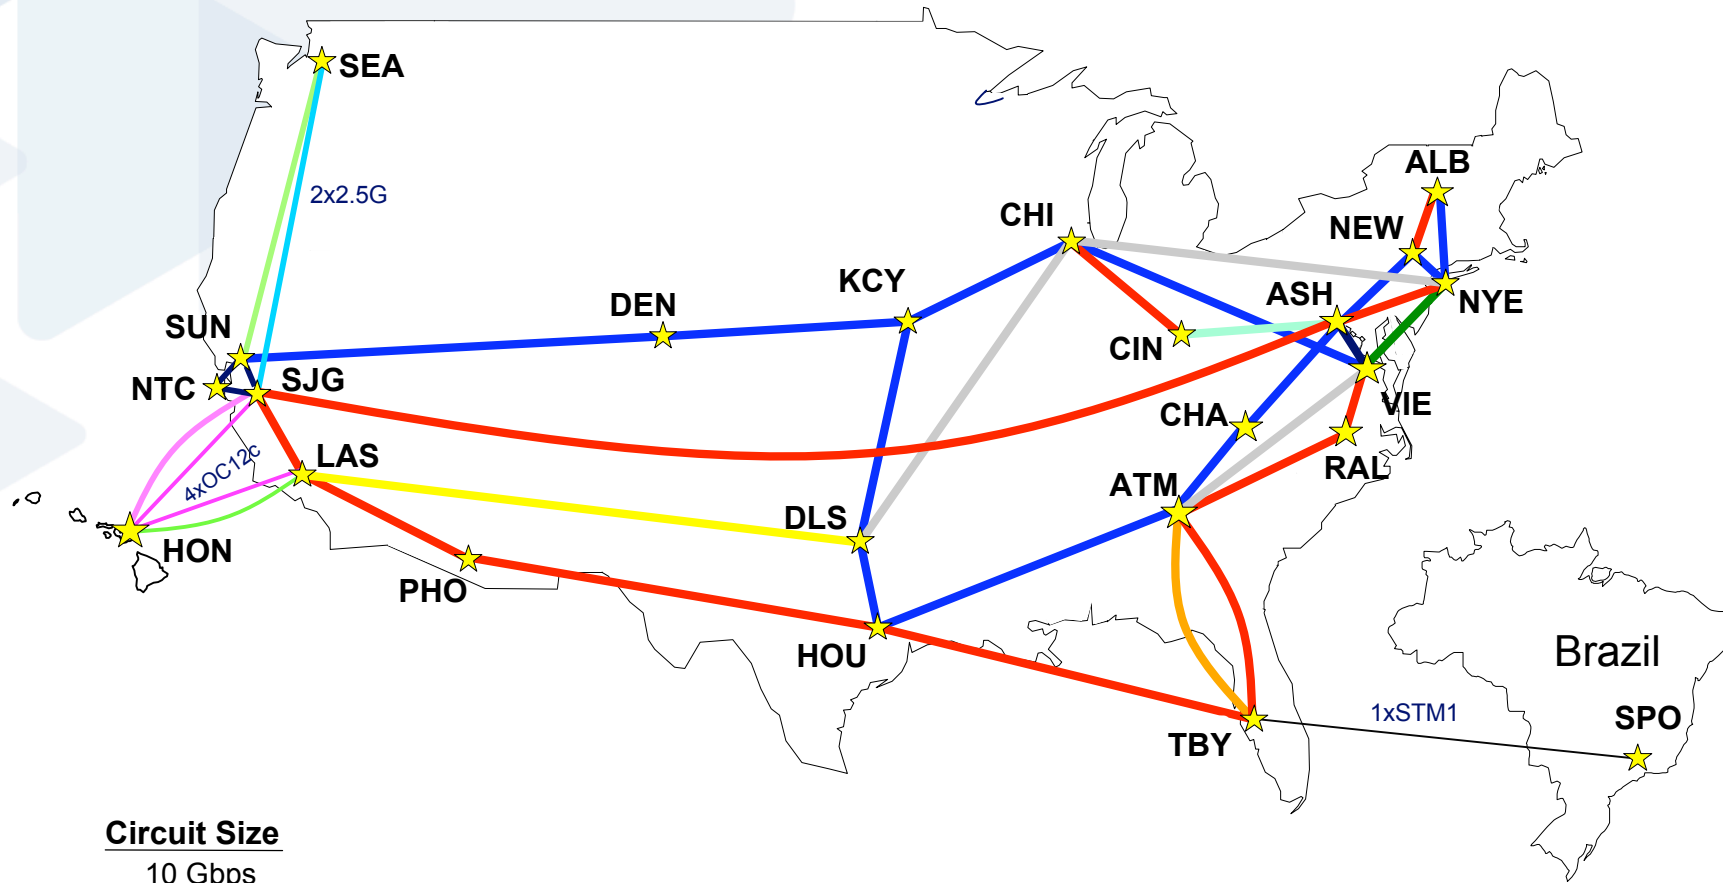 SEA
2x2.5G
ALB
CHI
NEW
KCY
ASH
DEN
NYE
SUN
CIN
NTC
SJG
VIE
CHA
LAS
RAL
4xOC12c
ATM
DLS
HON
PHO
HOU
Brazil
1xSTM1
SPO
TBY
Circuit Size
10 Gbps